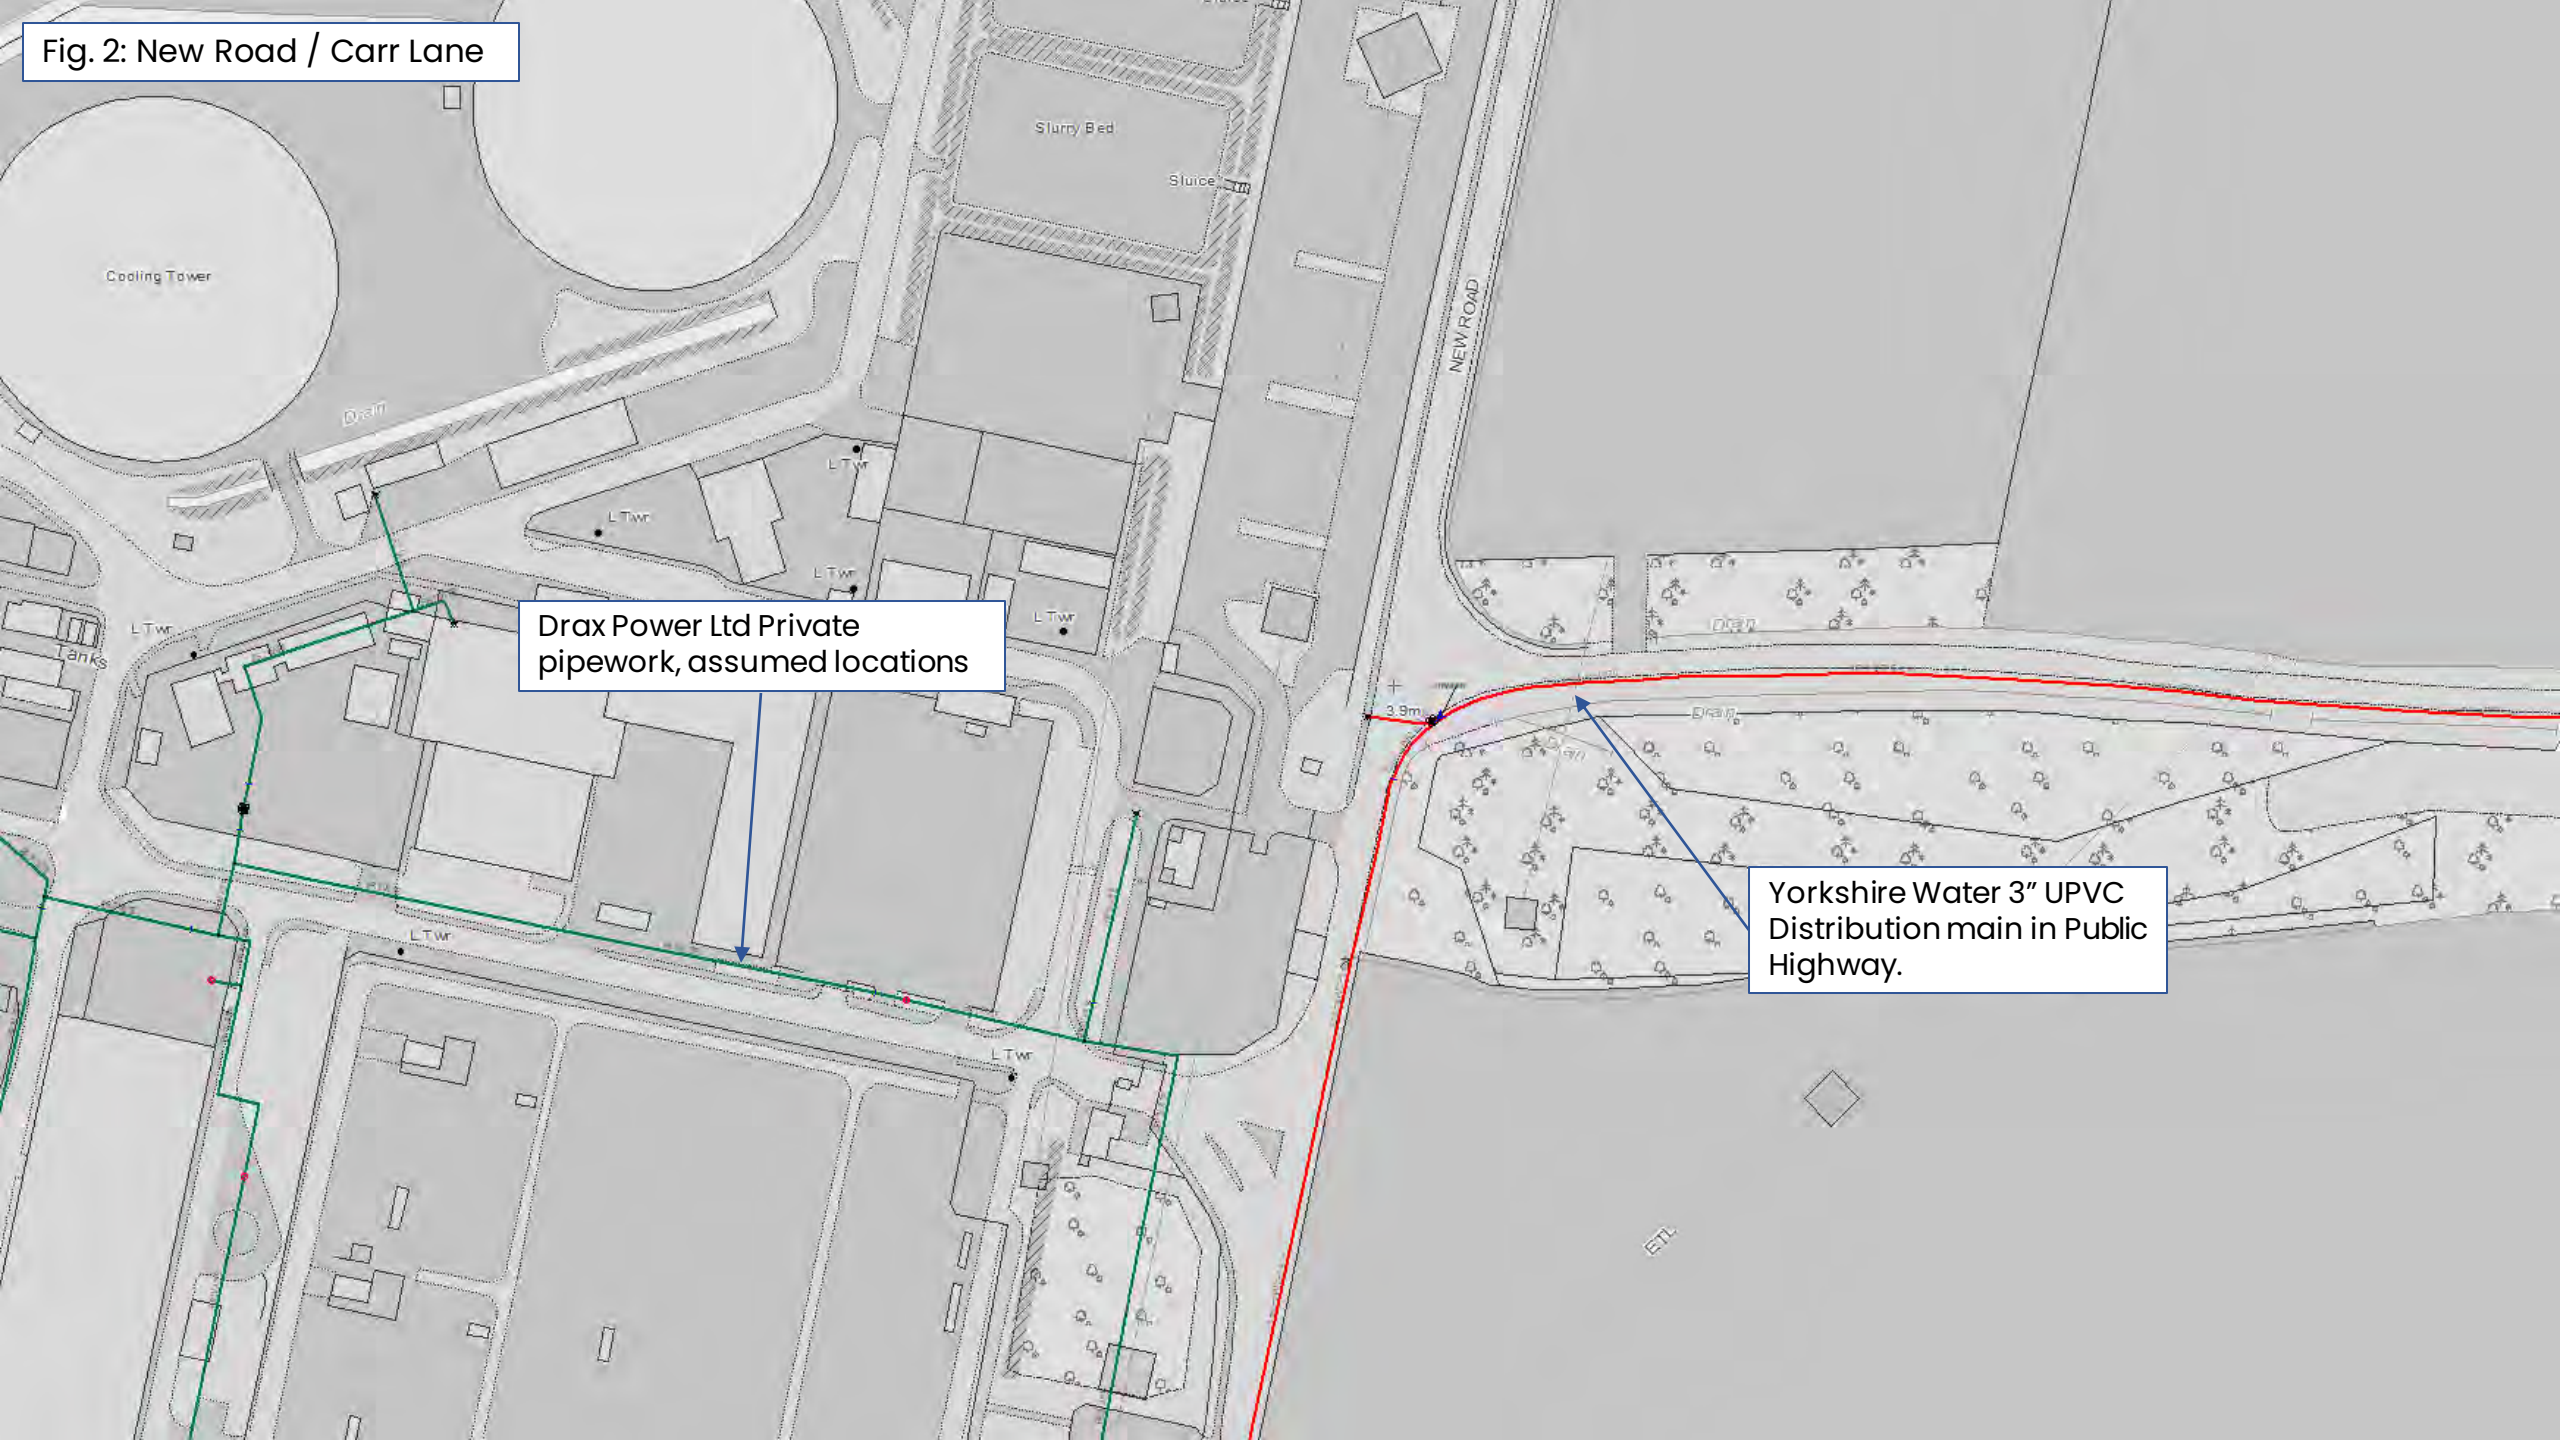 Fig. 2: New Road / Carr Lane
Slurry Bed
Sluice
Cooling Tower
NEW ROAD
Drain
L Twr
L Twr
L Twr
L Twr
L Twr
Tanks
Drax Power Ltd Private
pipework, assumed locations
Drain
3.9m
Drain
Drain
Yorkshire Water 3” UPVC
Distribution main in Public
Highway.
L Twr
L Twr
ETL